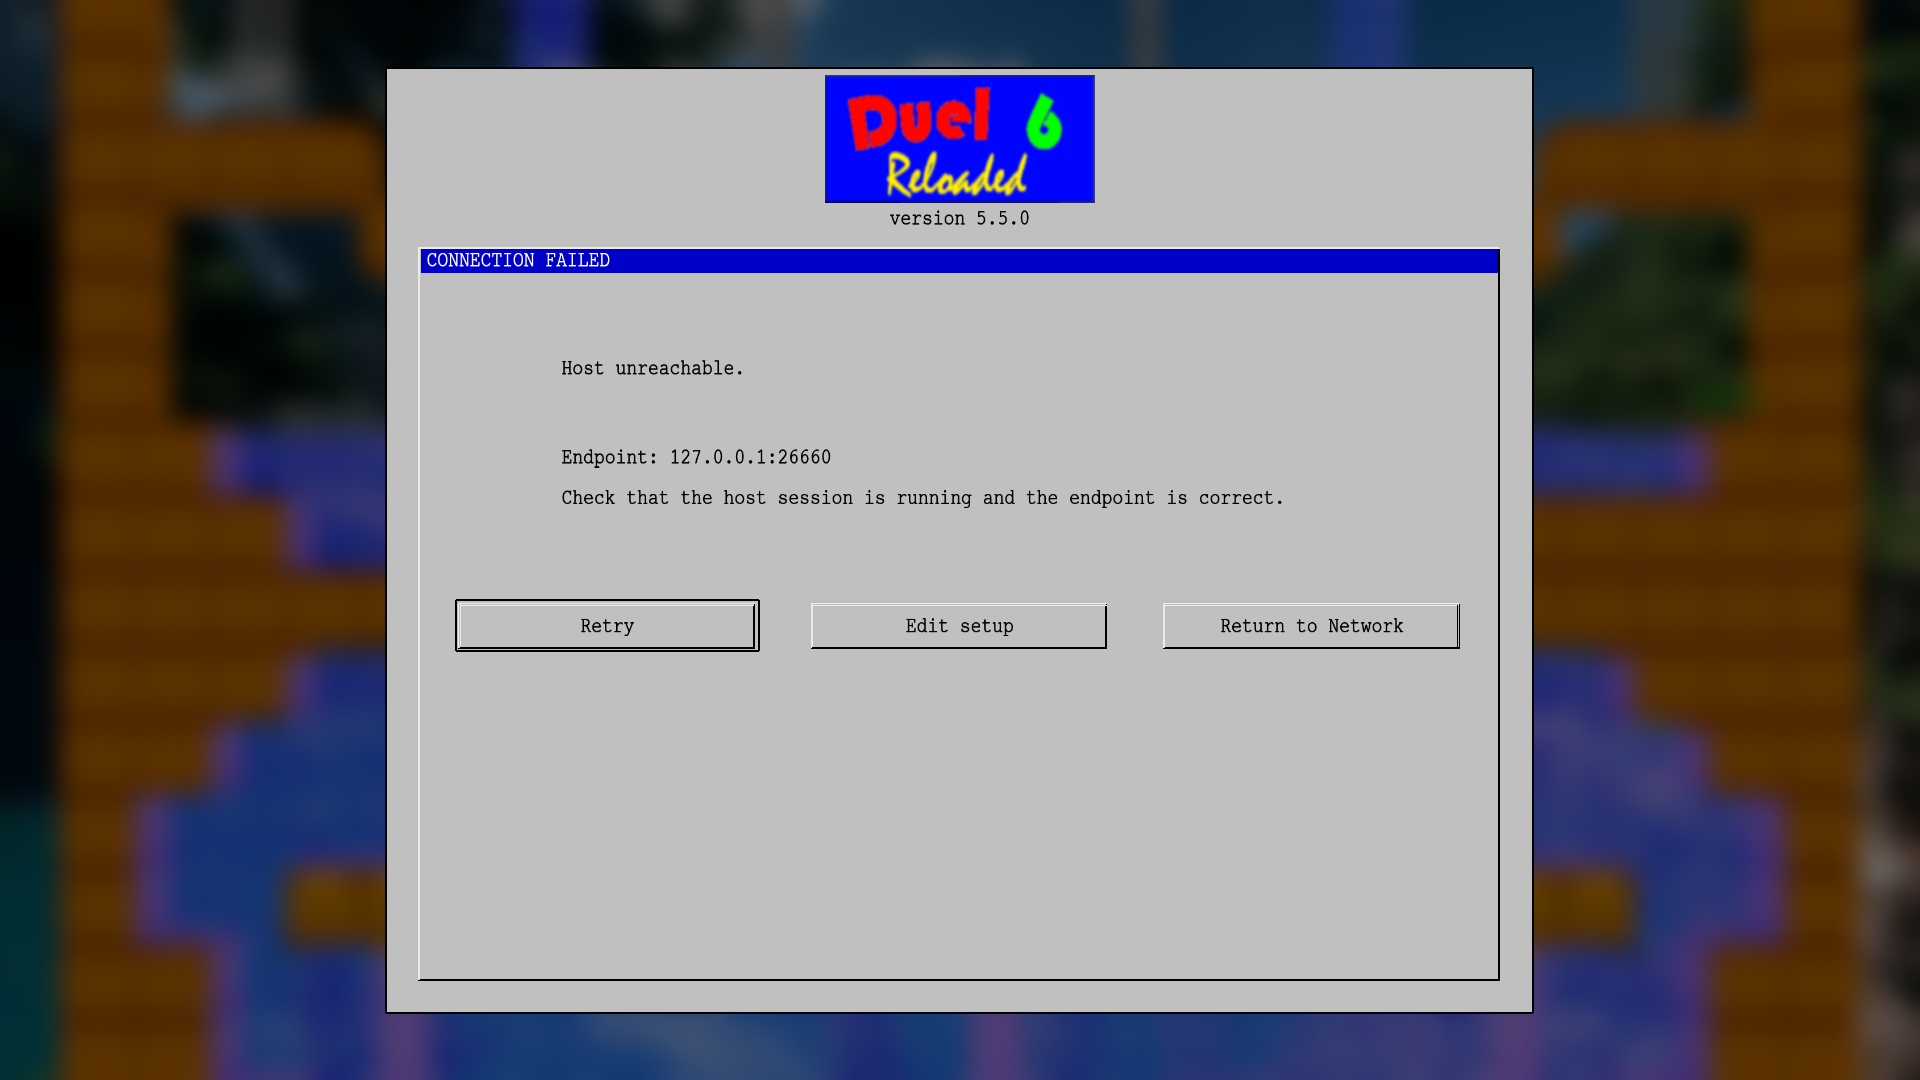 Duel 6
Reloaded
version 5.5.0
CONNECTION FAILED
Host unreachable.
Endpoint: 127.0.0.1:26660
Check that the host session is running and the endpoint is correct.
Retry
Edit setup
Return to Network